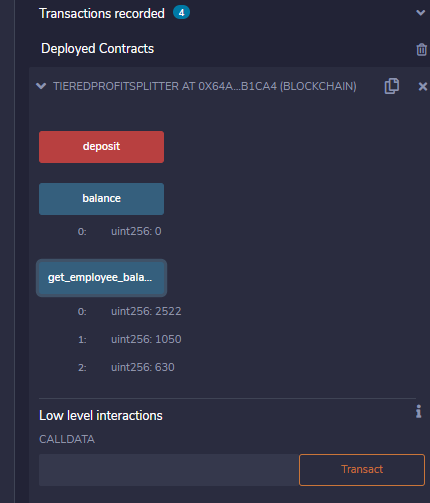 Transactions recorded 4
Deployed Contracts
TIEREDPROFITSPLITTER AT 0X64A...B1CA4 (BLOCKCHAIN)
deposit
balance
0: uint256: 0
get_employee_bala...
0: uint256: 2522
1: uint256: 1050
2: uint256: 630
Low level interactions
CALLDATA
Transact